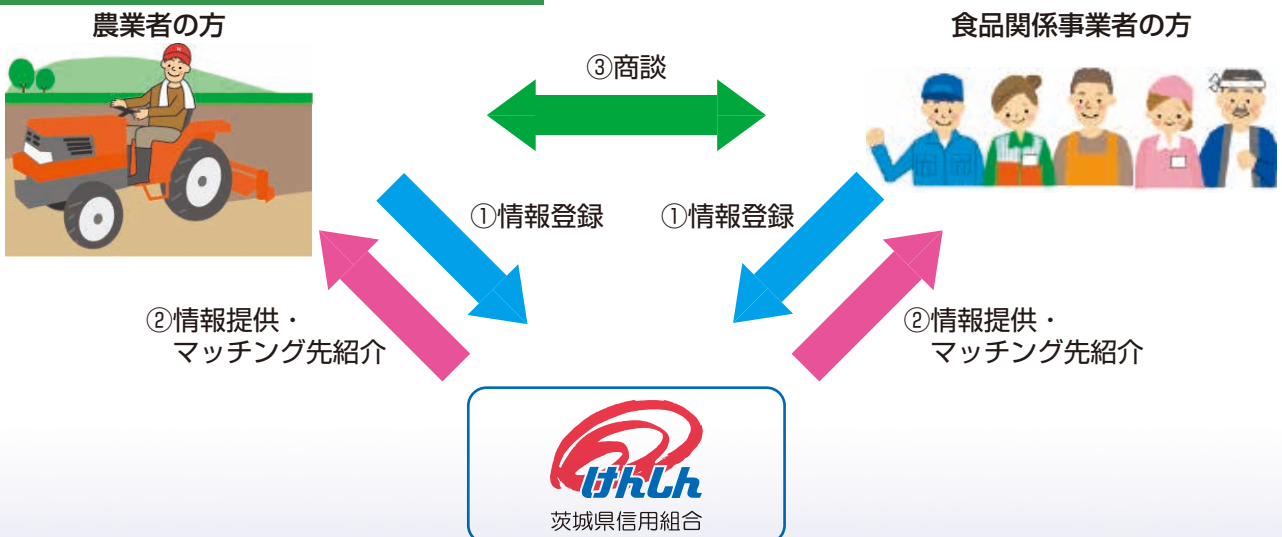 農業者の方
食品関係事業者の方
③商談
①情報登録
①情報登録
②情報提供・
マッチング先紹介
②情報提供・
マッチング先紹介
けんしん
茨城県信用組合